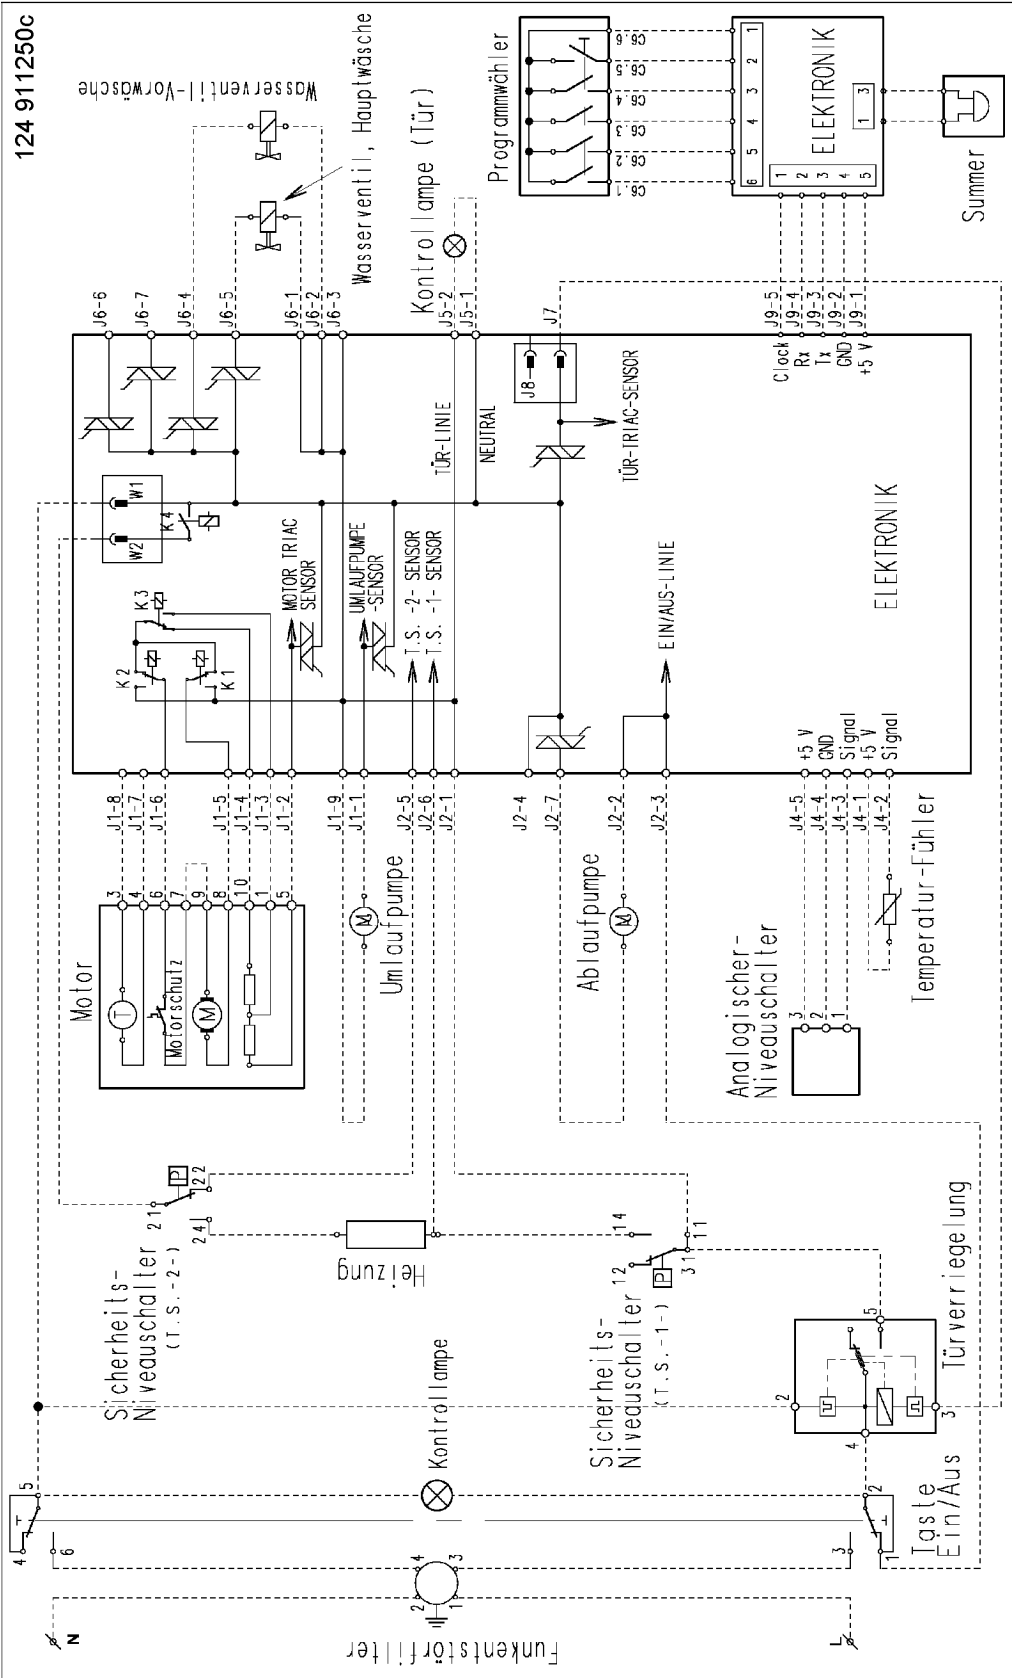 124 911250c
N
L
Funkentstörfilter
2
4
1
3
4
5
6
3
2
1
Taste
Ein/Aus
Kontrollampe
Sicherheits-
Niveauschalter
(T.S.-2-)
21
22
24
P
Heizung
Sicherheits-
Niveauschalter
(T.S.-1-)
12
14
11
31
P
Türverriegelung
2
4
3
5
Motor
T
Motorschutz
M
3
4
6
7
9
8
10
1
5
M
Umlaufpumpe
M
Ablaufpumpe
Analogischer-
Niveauschalter
3
2
1
Temperatur-Fühler
J1-8
J1-7
J1-6
J1-5
J1-4
J1-3
J1-2
J1-9
J1-1
J2-5
J2-6
J2-1
J2-4
J2-7
J2-2
J2-3
J4-5
J4-4
J4-3
J4-1
J4-2
+5 V
GND
Signal
+5 V
Signal
K2
K1
K3
K4
W2
W1
MOTOR TRIAC
SENSOR
UMLAUFPUMPE
-SENSOR
T.S. -2- SENSOR
T.S. -1- SENSOR
EIN/AUS-LINIE
TÜR-LINIE
NEUTRAL
TÜR-TRIAC-SENSOR
J8
ELEKTRONIK
Clock
Rx
Tx
GND
+5 V
J6-6
J6-7
J6-4
J6-5
J6-1
J6-2
J6-3
J5-2
J5-1
J7
J9-5
J9-4
J9-3
J9-2
J9-1
Wasserventil-Vorwäsche
Wasserventil, Hauptwäsche
Kontrollampe (Tür)
Programmwähler
C6.6
C6.5
C6.4
C6.3
C6.2
C6.1
1
2
3
4
5
6
ELEKTRONIK
1
2
3
4
5
1 3
Summer